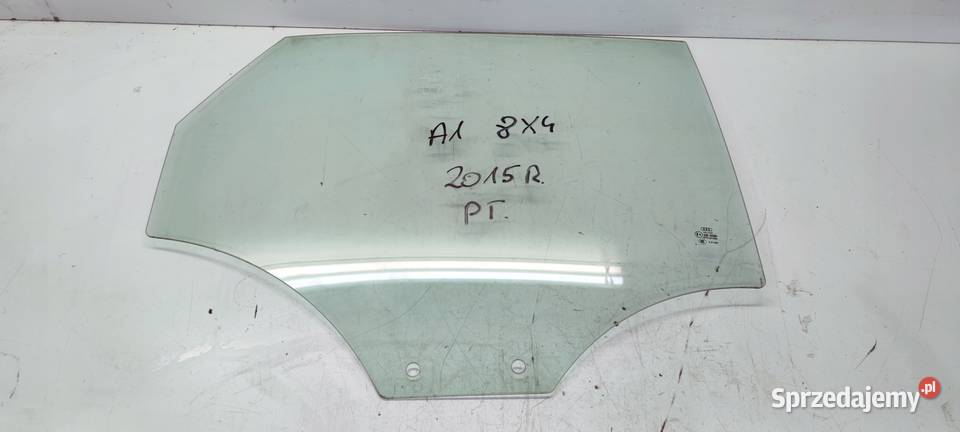 A1 8X4
2015R.
PT.
Sprzedajemy.pl